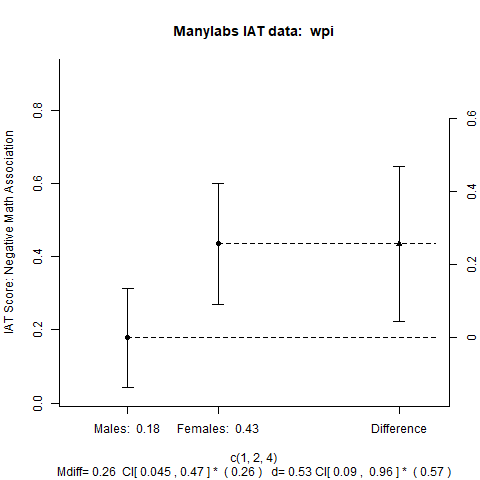 Manylabs IAT data:  wpi
IAT Score: Negative Math Association
0.8
0.6
0.4
0.2
0.0
0.6
0.4
0.2
0
Males:  0.18
Females:  0.43
Difference
c(1, 2, 4)
Mdiff= 0.26  CI[ 0.045 , 0.47 ] *  ( 0.26 )   d= 0.53 CI[ 0.09 ,  0.96 ] *  ( 0.57 )